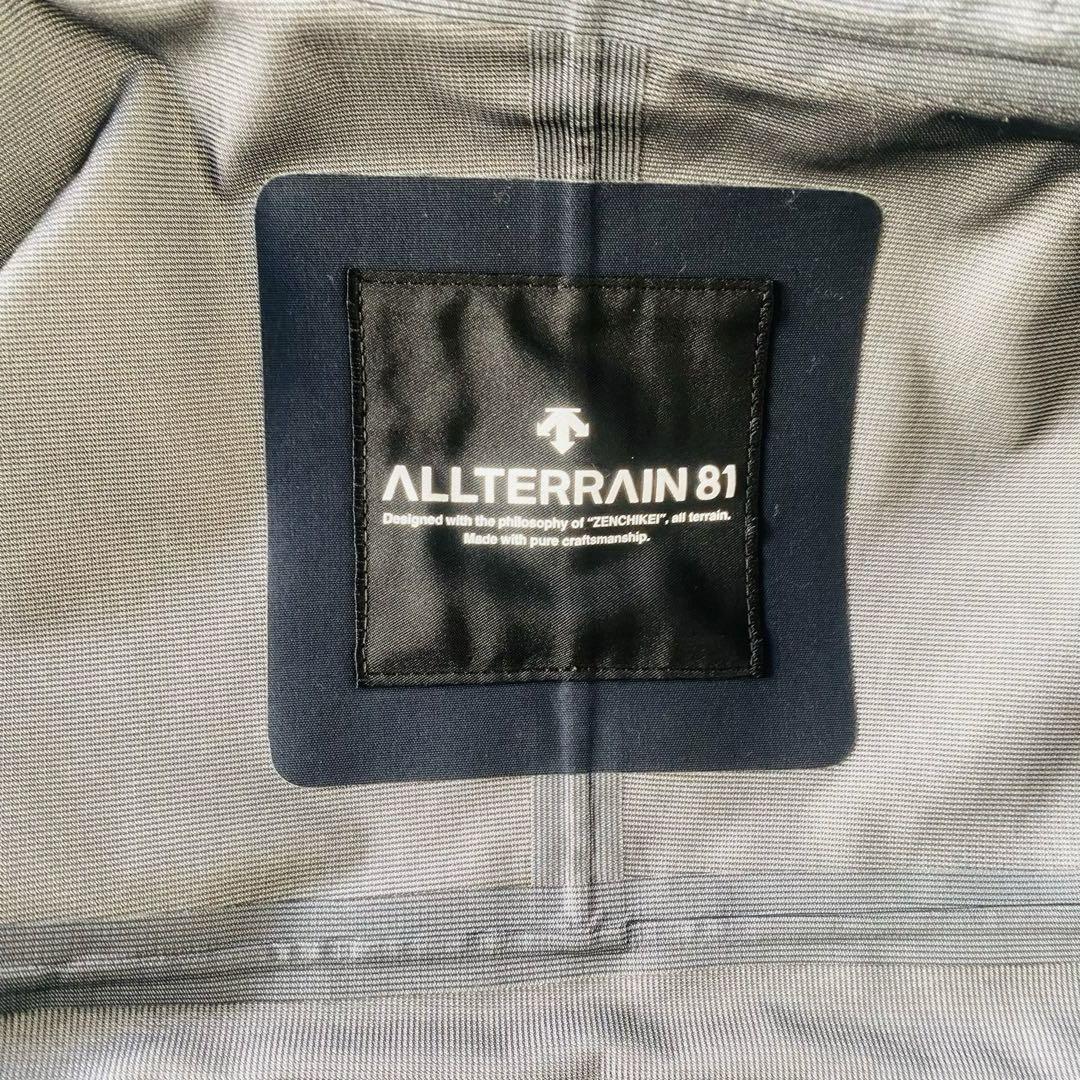 ALLTERRAIN 81
Designed with the philosophy of "ZENCHIKEI", all terrain.
Made with pure craftsmanship.